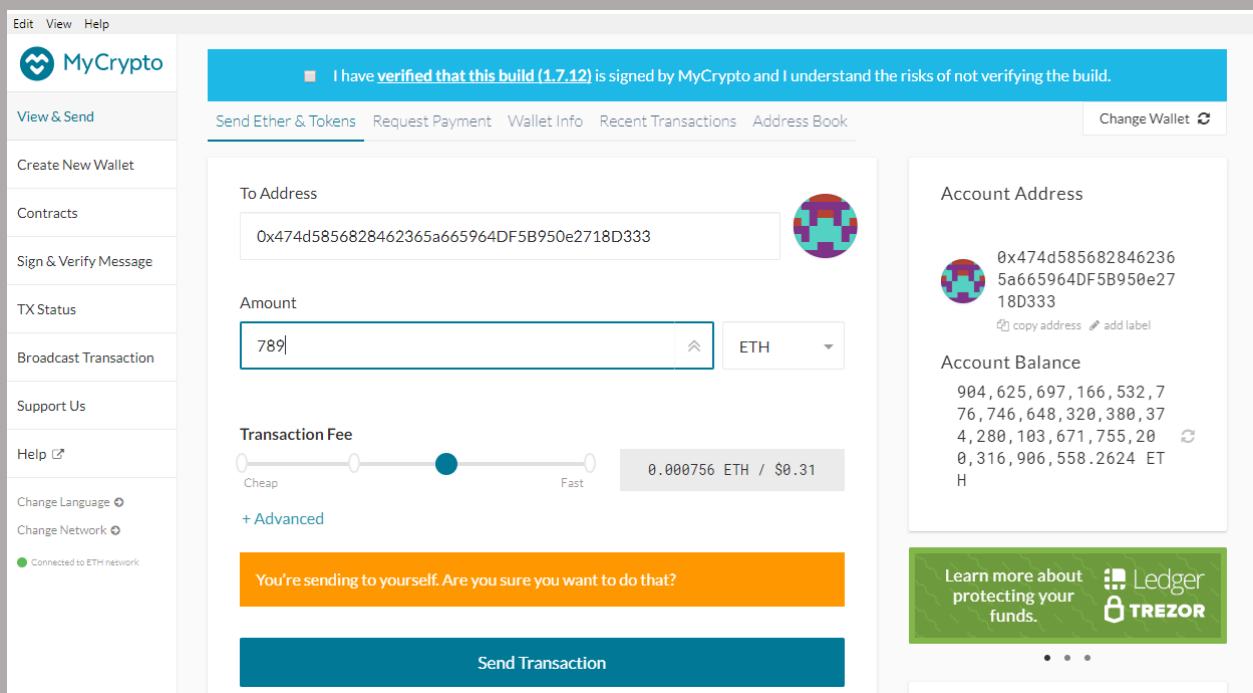 Edit View Help
MyCrypto
I have verified that this build (1.7.12) is signed by MyCrypto and I understand the risks of not verifying the build.
View & Send
Create New Wallet
Contracts
Sign & Verify Message
TX Status
Broadcast Transaction
Support Us
Help
Change Language
Change Network
Connected to ETH network
Send Ether & Tokens Request Payment Wallet Info Recent Transactions Address Book
Change Wallet
To Address
0x474d5856828462365a665964DF5B950e2718D333
Amount
789
ETH
Transaction Fee
Cheap
Fast
0.000756 ETH / $0.31
+ Advanced
You're sending to yourself. Are you sure you want to do that?
Send Transaction
Account Address
0x474d585682846236
5a665964DF5B950e27
18D333
copy address add label
Account Balance
904,625,697,166,532,7
76,746,648,320,380,37
4,280,103,671,755,20
0,316,906,558.2624 ET
H
Learn more about
protecting your
funds.
Ledger
TREZOR